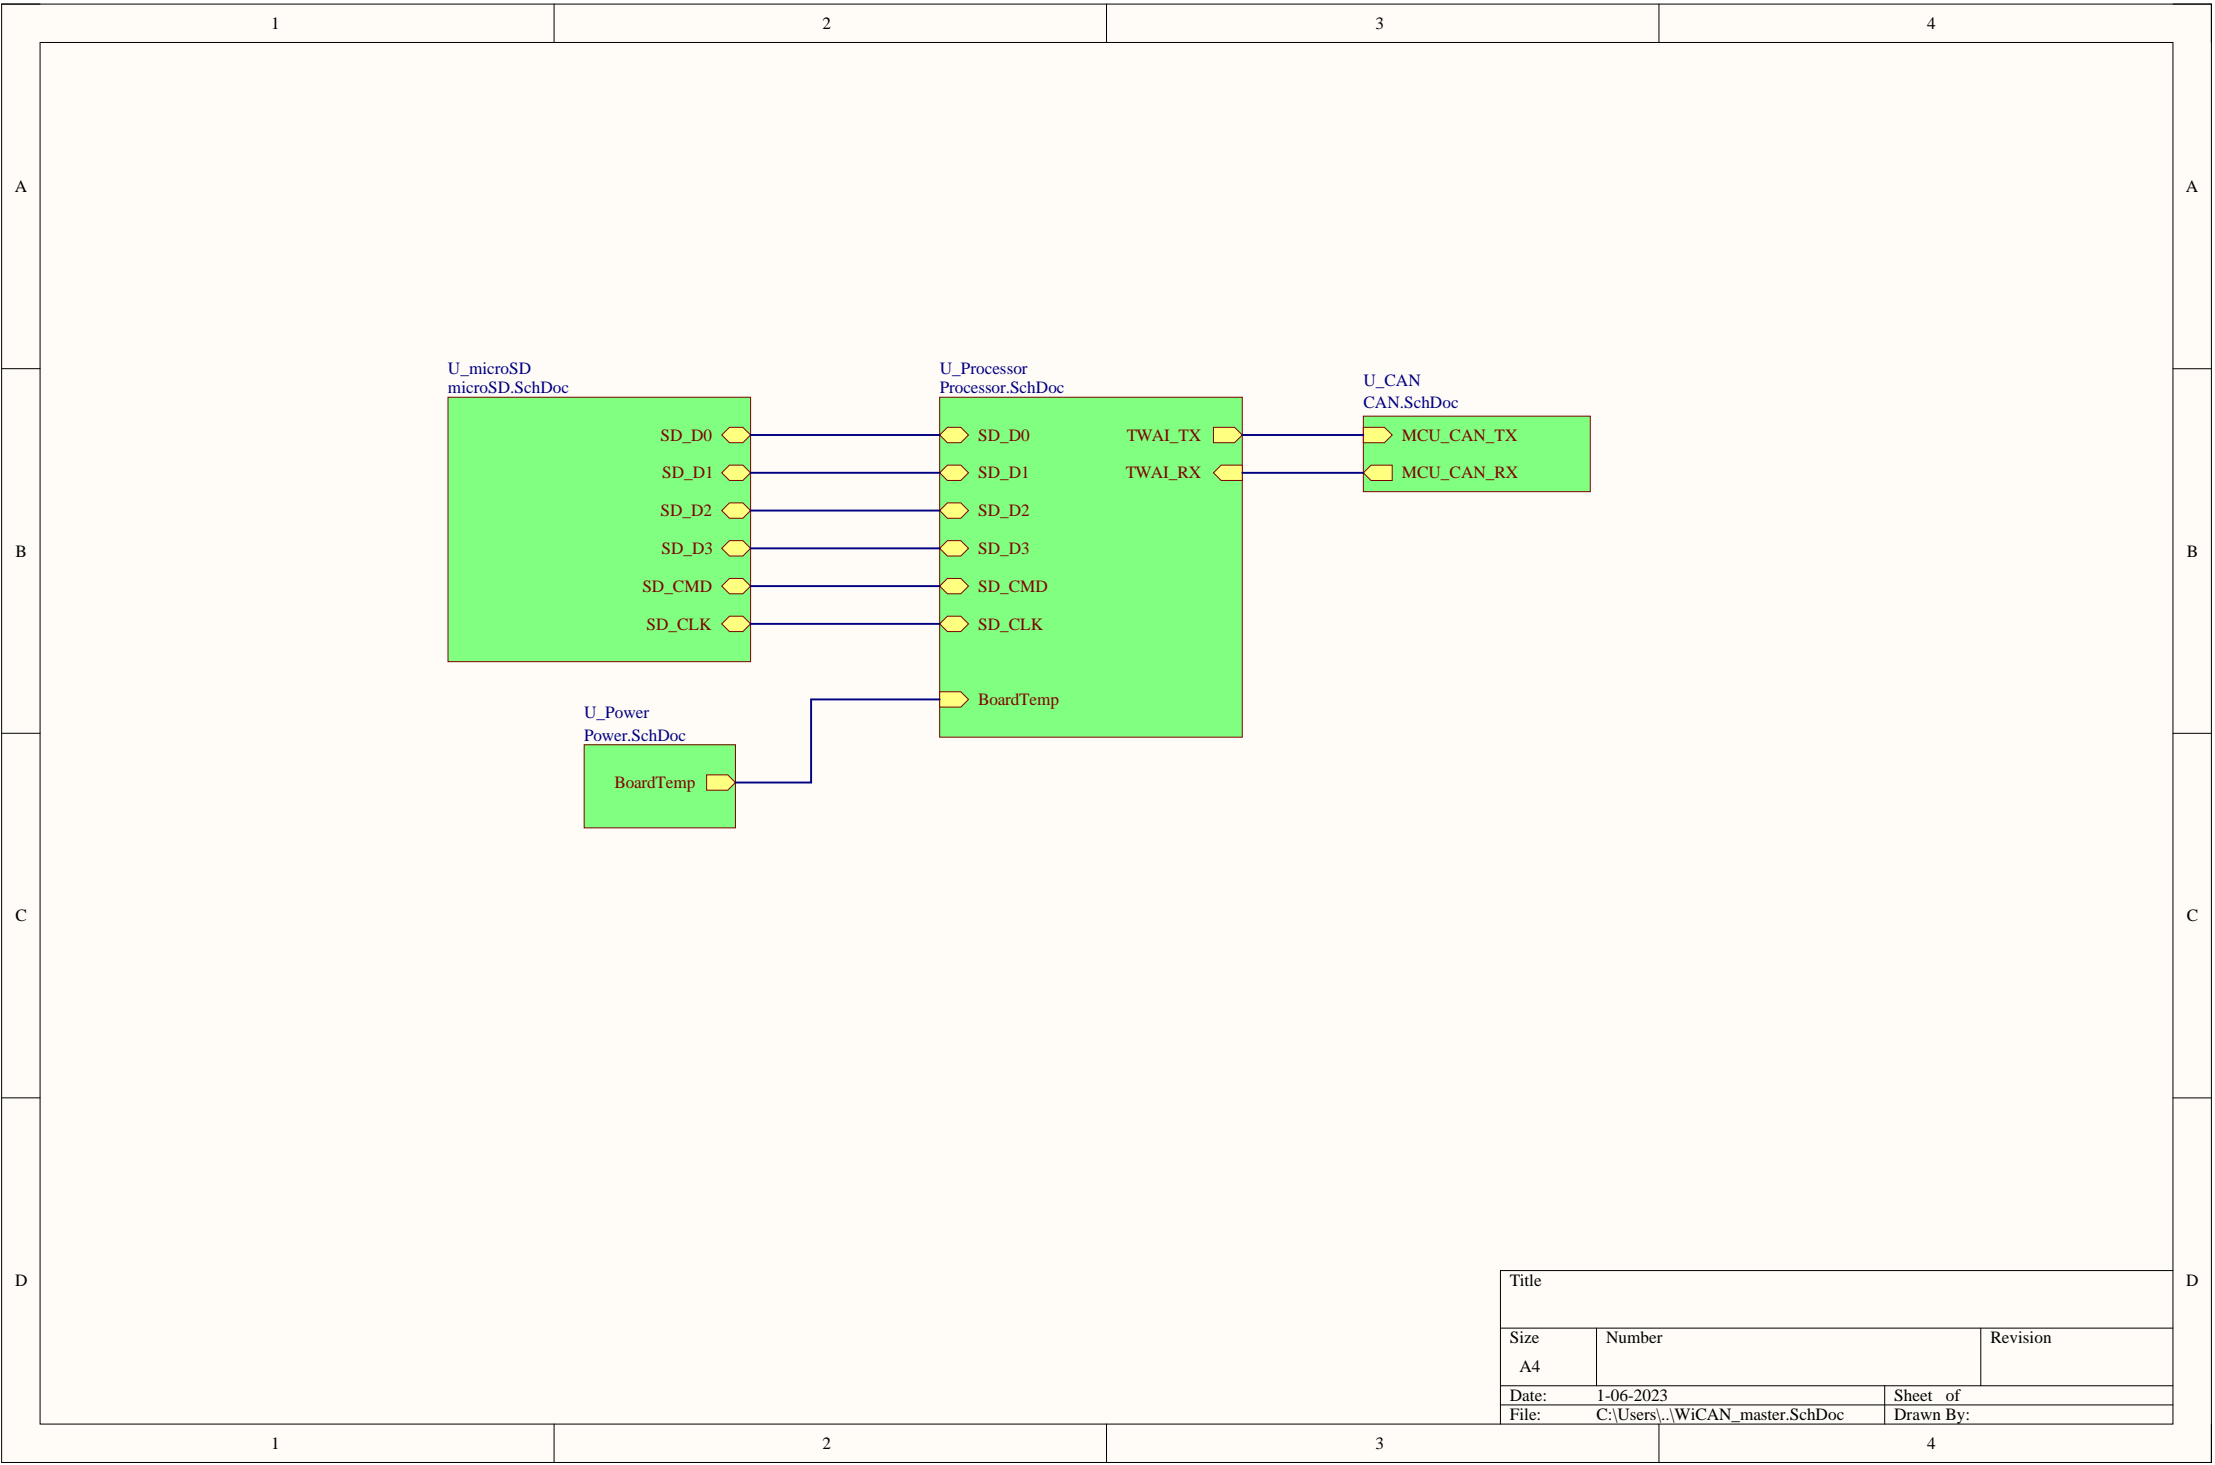 1 2 3 4
A A
U_microSD
microSD.SchDoc
SD_D0
SD_D1
SD_D2
SD_D3
SD_CMD
SD_CLK
U_Processor
Processor.SchDoc
SD_D0 TWAI_TX
SD_D1 TWAI_RX
SD_D2
SD_D3
SD_CMD
SD_CLK
BoardTemp
U_CAN
CAN.SchDoc
MCU_CAN_TX
MCU_CAN_RX
B B
U_Power
Power.SchDoc
BoardTemp
C C
D D
Title
Size Number Revision
A4
Date: 1-06-2023 Sheet of
File: C:\Users\..\WiCAN_master.SchDoc Drawn By:
1 2 3 4